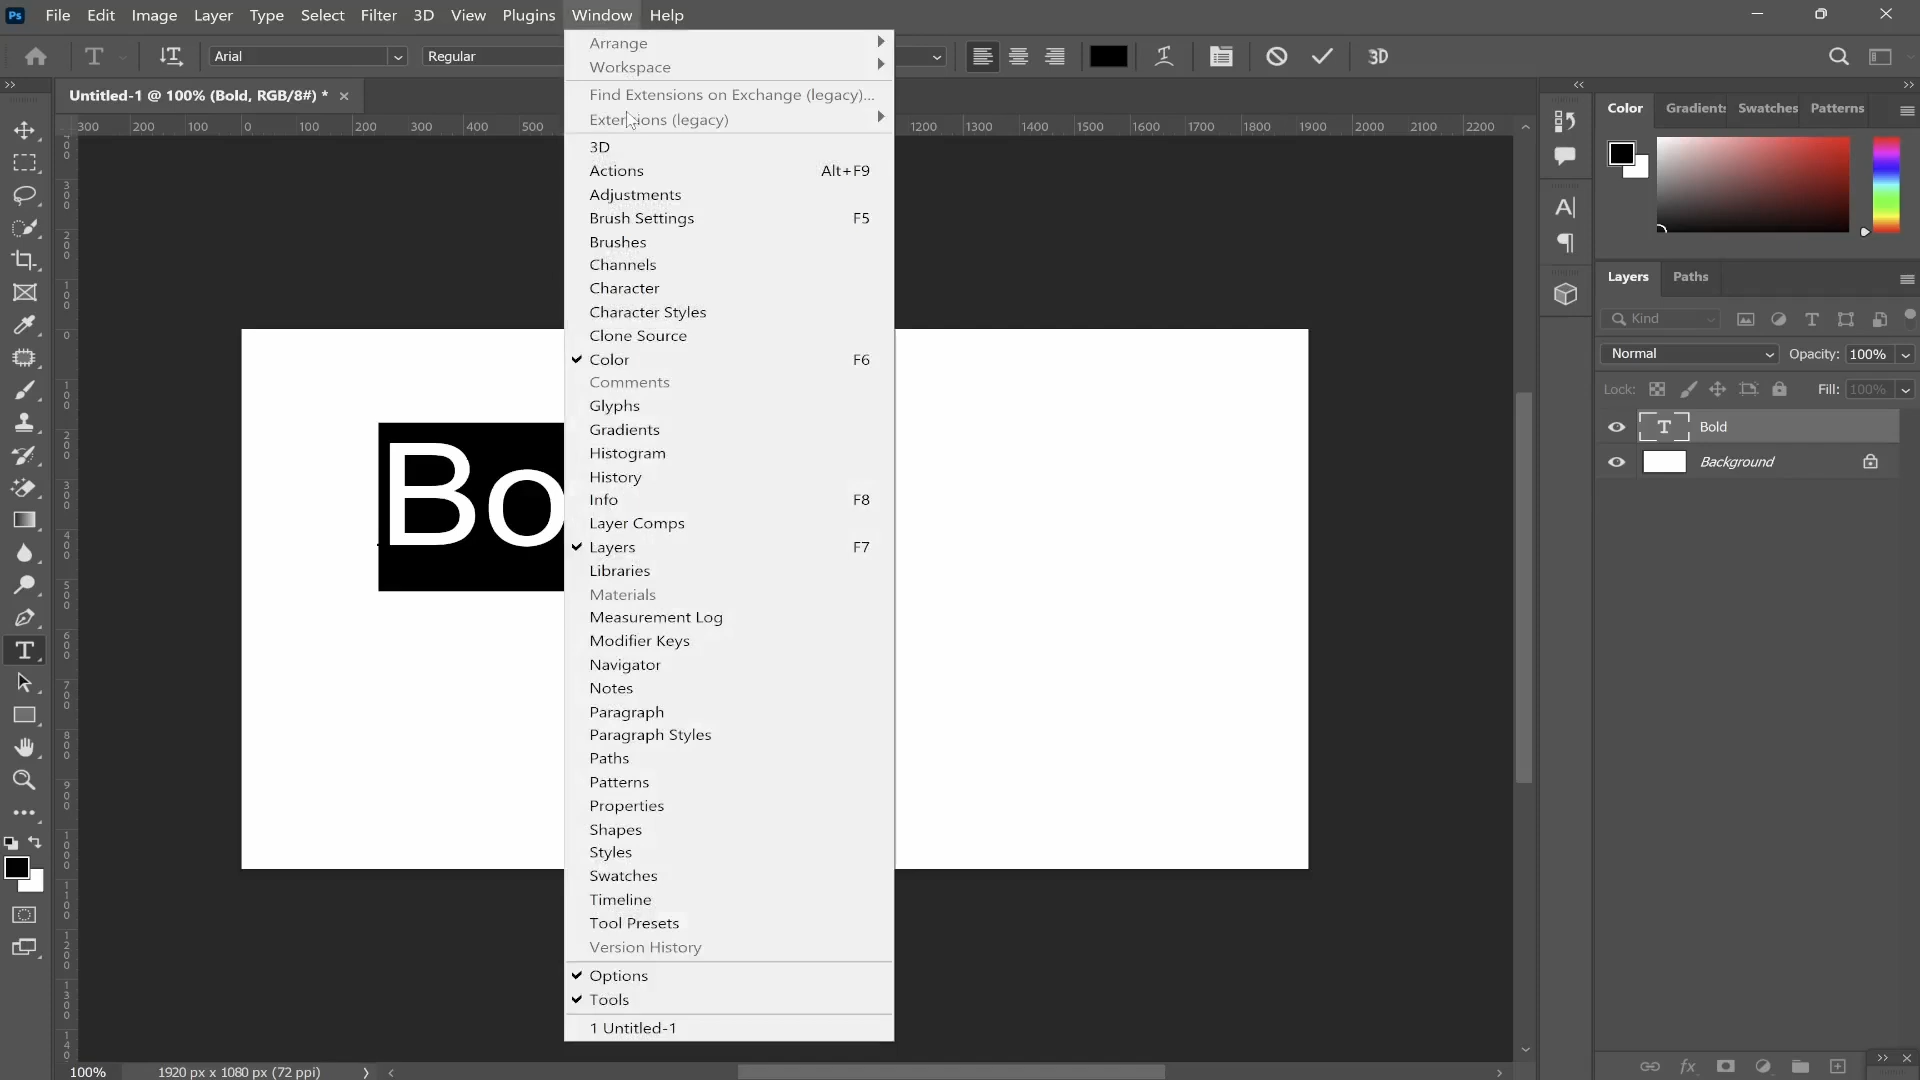 Ps File Edit Image Layer Type Select Filter 3D View Plugins Window Help
T Arial Regular 3D
Untitled-1 @ 100% (Bold, RGB/8#) *
300 200 100 0 100 200 300 400 500
1200 1300 1400 1500 1600 1700 1800 1900 2000 2100 2200
Arrange
Workspace
Find Extensions on Exchange (legacy)...
Extensions (legacy)
3D
Actions Alt+F9
Adjustments
Brush Settings F5
Brushes
Channels
Character
Character Styles
Clone Source
Color F6
Comments
Glyphs
Gradients
Histogram
History
Info F8
Layer Comps
Layers F7
Libraries
Materials
Measurement Log
Modifier Keys
Navigator
Notes
Paragraph
Paragraph Styles
Paths
Patterns
Properties
Shapes
Styles
Swatches
Timeline
Tool Presets
Version History
Options
Tools
1 Untitled-1
Bo
Color Gradients Swatches Patterns
Layers Paths
Kind
Normal Opacity: 100%
Lock: Fill: 100%
T Bold
Background
fx
100% 1920 px x 1080 px (72 ppi)